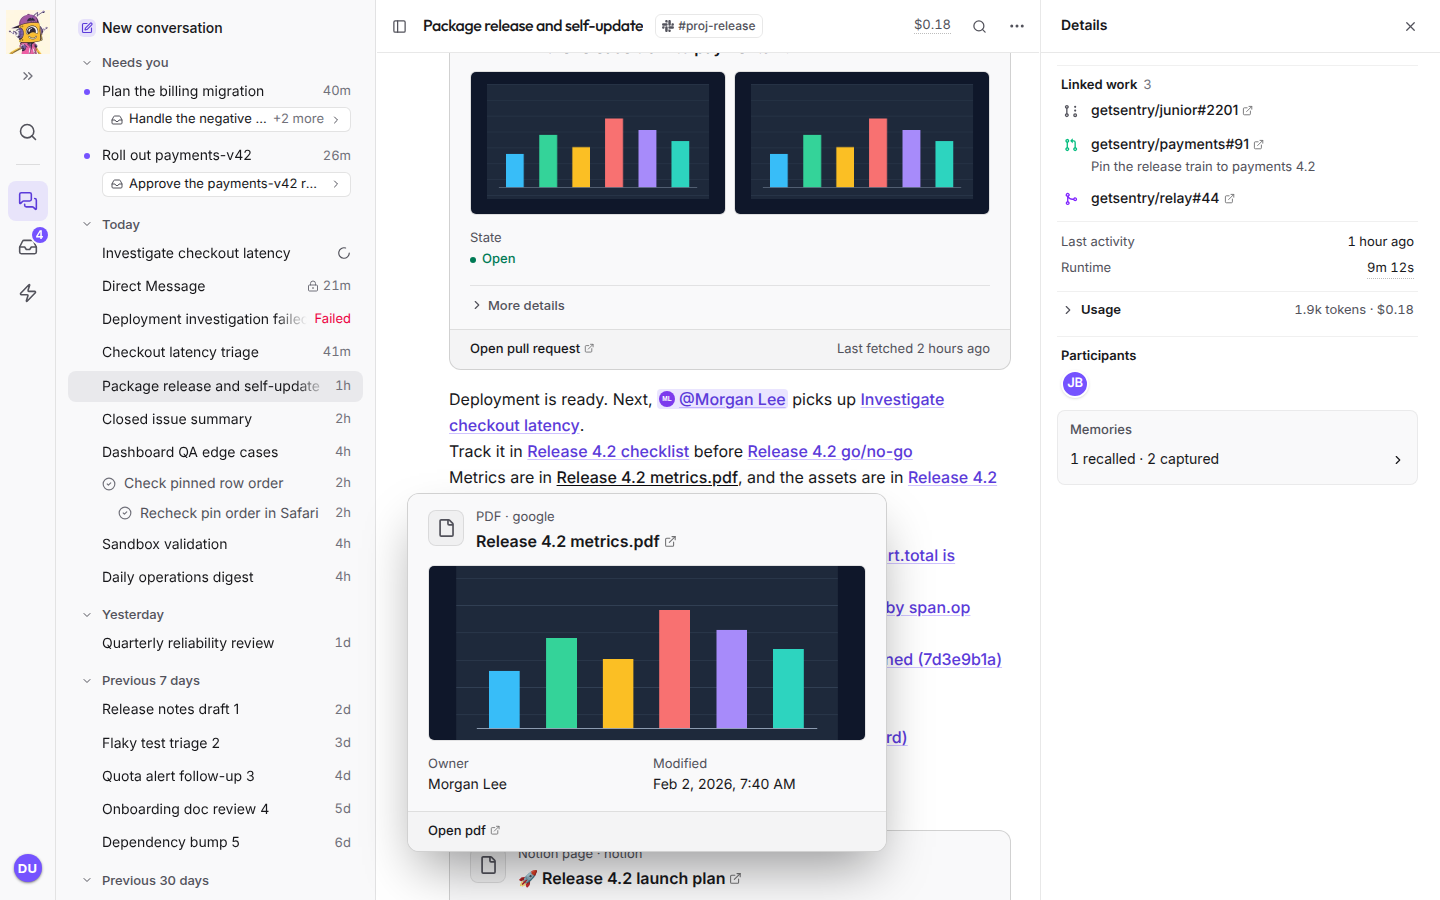 New conversation
Needs you
Plan the billing migration 40m
Handle the negative ... +2 more
Roll out payments-v42 26m
Approve the payments-v42 r...
Today
Investigate checkout latency
Direct Message 21m
Deployment investigation failed Failed
Checkout latency triage 41m
Package release and self-update 1h
Closed issue summary 2h
Dashboard QA edge cases 4h
Check pinned row order 2h
Recheck pin order in Safari 2h
Sandbox validation 4h
Daily operations digest 4h
Yesterday
Quarterly reliability review 1d
Previous 7 days
Release notes draft 1 2d
Flaky test triage 2 3d
Quota alert follow-up 3 4d
Onboarding doc review 4 5d
Dependency bump 5 6d
Previous 30 days
4
DU
Package release and self-update #proj-release $0.18
State
Open
More details
Open pull request Last fetched 2 hours ago
Deployment is ready. Next, ML @Morgan Lee picks up Investigate
checkout latency.
Track it in Release 4.2 checklist before Release 4.2 go/no-go
Metrics are in Release 4.2 metrics.pdf, and the assets are in Release 4.2
rt.total is
by span.op
ned (7d3e9b1a)
rd)
PDF · google
Release 4.2 metrics.pdf
Owner Modified
Morgan Lee Feb 2, 2026, 7:40 AM
Open pdf
Notion page · notion
🚀 Release 4.2 launch plan
Details
Linked work 3
getsentry/junior#2201
getsentry/payments#91
Pin the release train to payments 4.2
getsentry/relay#44
Last activity 1 hour ago
Runtime 9m 12s
Usage 1.9k tokens · $0.18
Participants
JB
Memories
1 recalled · 2 captured